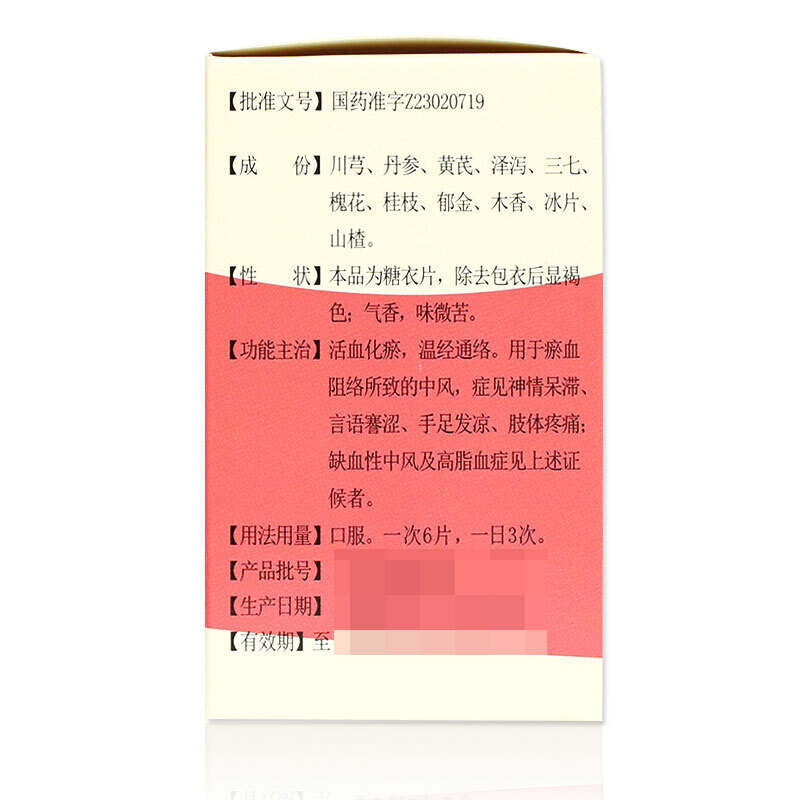 【批准文号】国药准字Z23020719
【成 份】川芎、丹参、黄芪、泽泻、三七、
槐花、桂枝、郁金、木香、冰片、
山楂。
【性 状】本品为糖衣片，除去包衣后显褐
色；气香，味微苦。
【功能主治】活血化瘀，温经通络。用于瘀血
阻络所致的中风，症见神情呆滞、
言语謇涩、手足发凉、肢体疼痛；
缺血性中风及高脂血症见上述证
候者。
【用法用量】口服。一次6片，一日3次。
【产品批号】
【生产日期】
【有效期】至